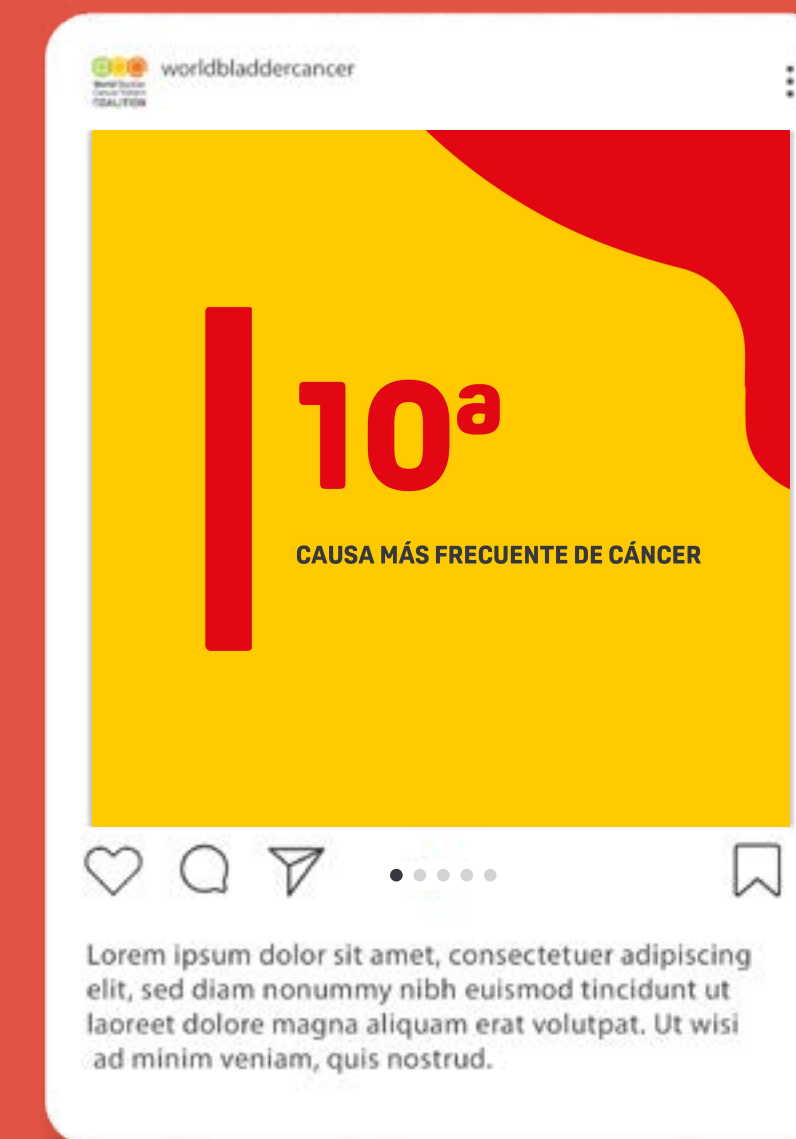 worldbladdercancer
COALITION
10ª
CAUSA MÁS FRECUENTE DE CÁNCER
Lorem ipsum dolor sit amet, consectetuer adipiscing
elit, sed diam nonummy nibh euismod tincidunt ut
laoreet dolore magna aliquam erat volutpat. Ut wisi
ad minim veniam, quis nostrud.